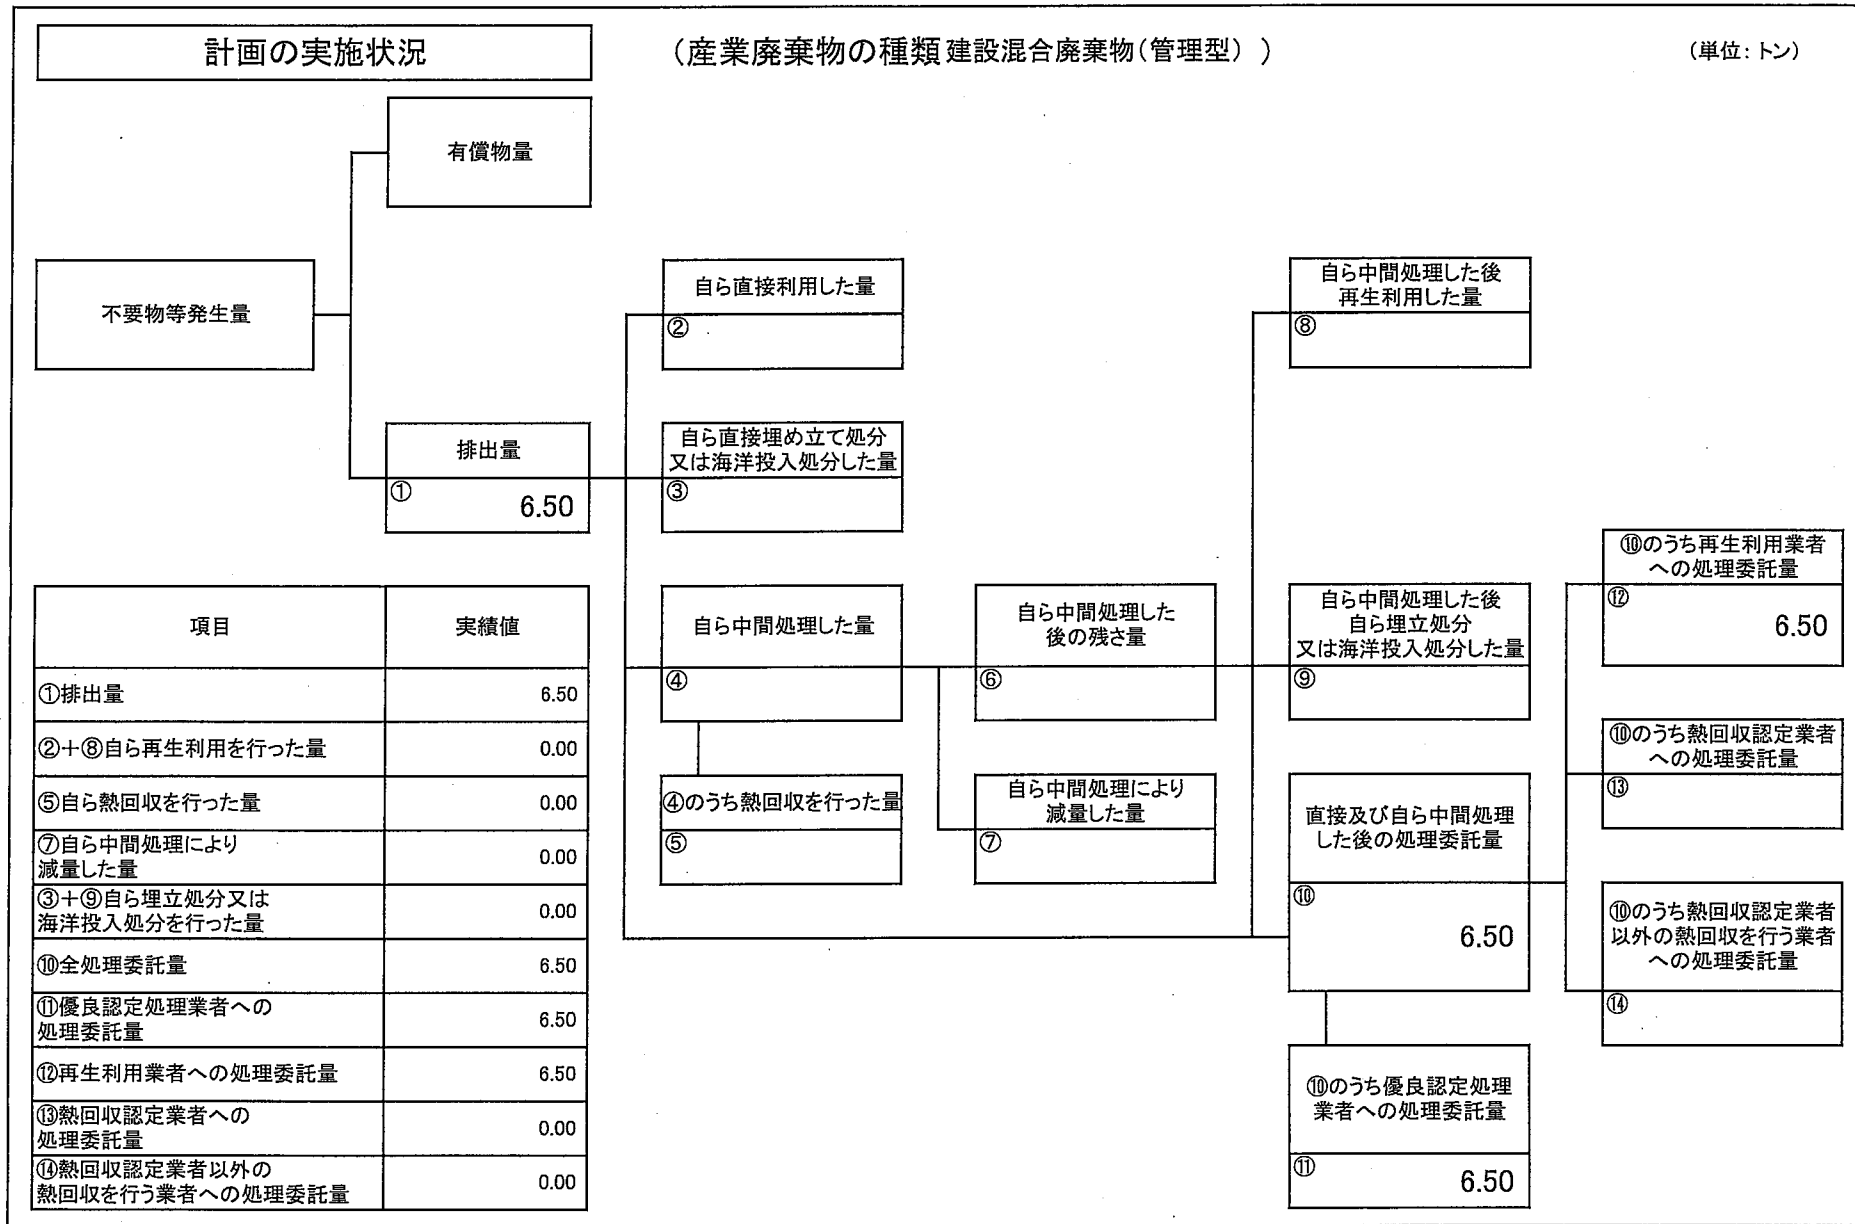 計画の実施状況
（産業廃棄物の種類 建設混合廃棄物（管理型） ）
（単位：トン）
有償物量
不要物等発生量
自ら直接利用した量
②
自ら中間処理した後
再生利用した量
⑧
排出量
① 6.50
自ら直接埋め立て処分
又は海洋投入処分した量
③
自ら中間処理した量
④
自ら中間処理した
後の残さ量
⑥
自ら中間処理した後
自ら埋立処分
又は海洋投入処分した量
⑨
⑩のうち再生利用業者
への処理委託量
⑫ 6.50
④のうち熱回収を行った量
⑤
自ら中間処理により
減量した量
⑦
直接及び自ら中間処理
した後の処理委託量
⑩ 6.50
⑩のうち熱回収認定業者
への処理委託量
⑬
⑩のうち熱回収認定業者
以外の熱回収を行う業者
への処理委託量
⑭
⑩のうち優良認定処理
業者への処理委託量
⑪ 6.50
項目 実績値
①排出量 6.50
②＋⑧自ら再生利用を行った量 0.00
⑤自ら熱回収を行った量 0.00
⑦自ら中間処理により
減量した量 0.00
③＋⑨自ら埋立処分又は
海洋投入処分を行った量 0.00
⑩全処理委託量 6.50
⑪優良認定処理業者への
処理委託量 6.50
⑫再生利用業者への処理委託量 6.50
⑬熱回収認定業者への
処理委託量 0.00
⑭熱回収認定業者以外の
熱回収を行う業者への処理委託量 0.00